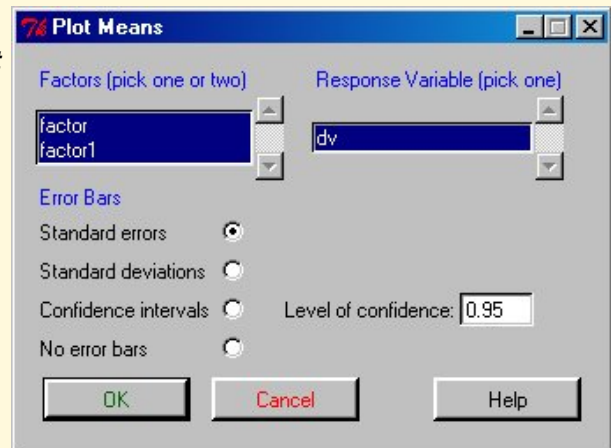 Plot Means
Factors (pick one or two)
Response Variable (pick one)
factor
factor1
dv
Error Bars
Standard errors
Standard deviations
Confidence intervals
Level of confidence: 0.95
No error bars
OK
Cancel
Help